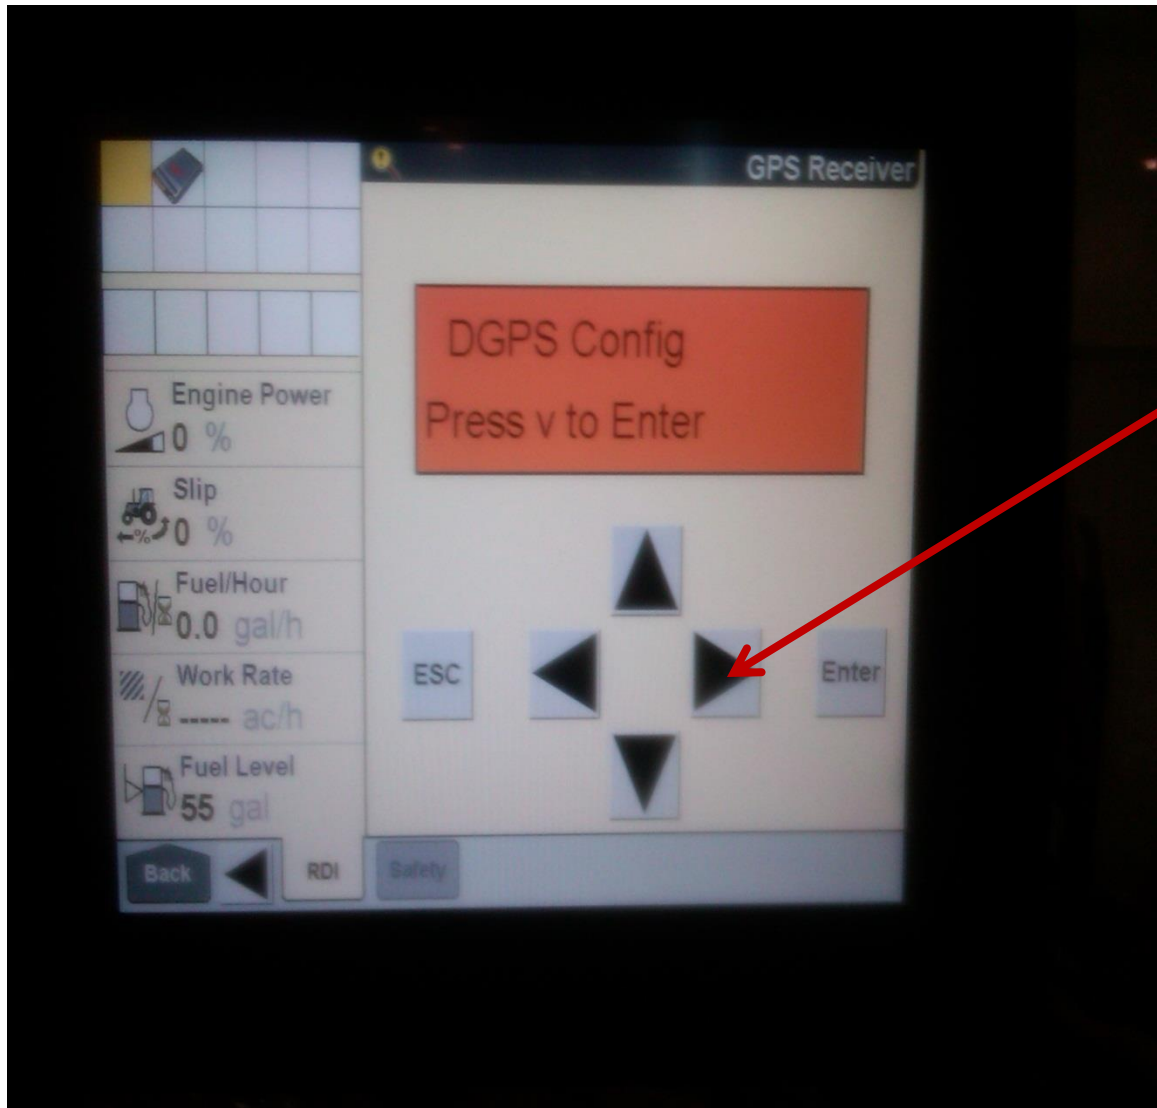 GPS Receiver
DGPS Config
Press v to Enter
Engine Power
0 %
Slip
%
0 %
Fuel/Hour
0.0 gal/h
Work Rate
----- ac/h
Fuel Level
55 gal
ESC
Enter
Back
RDI
Safety